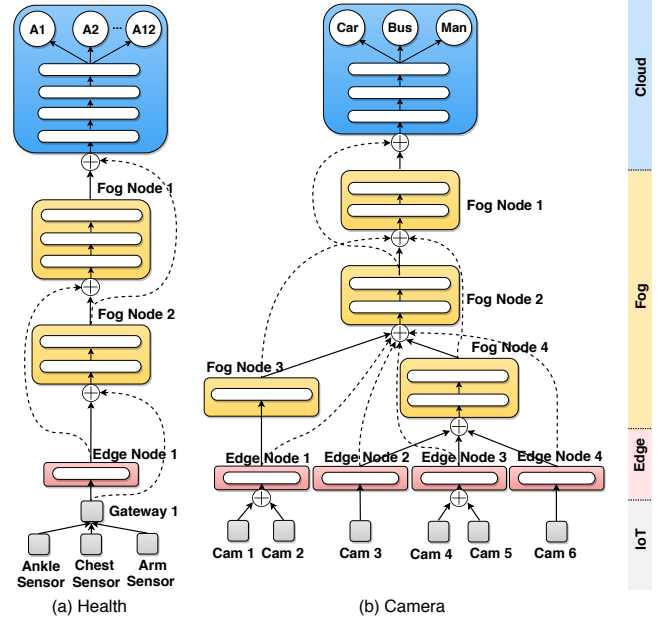 A1 A2 ... A12
Fog Node 1
Fog Node 2
Edge Node 1
Gateway 1
Ankle Sensor
Chest Sensor
Arm Sensor
(a) Health
Car Bus Man
Fog Node 1
Fog Node 2
Fog Node 3
Fog Node 4
Edge Node 1 Edge Node 2 Edge Node 3 Edge Node 4
Cam 1 Cam 2 Cam 3 Cam 4 Cam 5 Cam 6
(b) Camera
Cloud
Fog
Edge
IoT